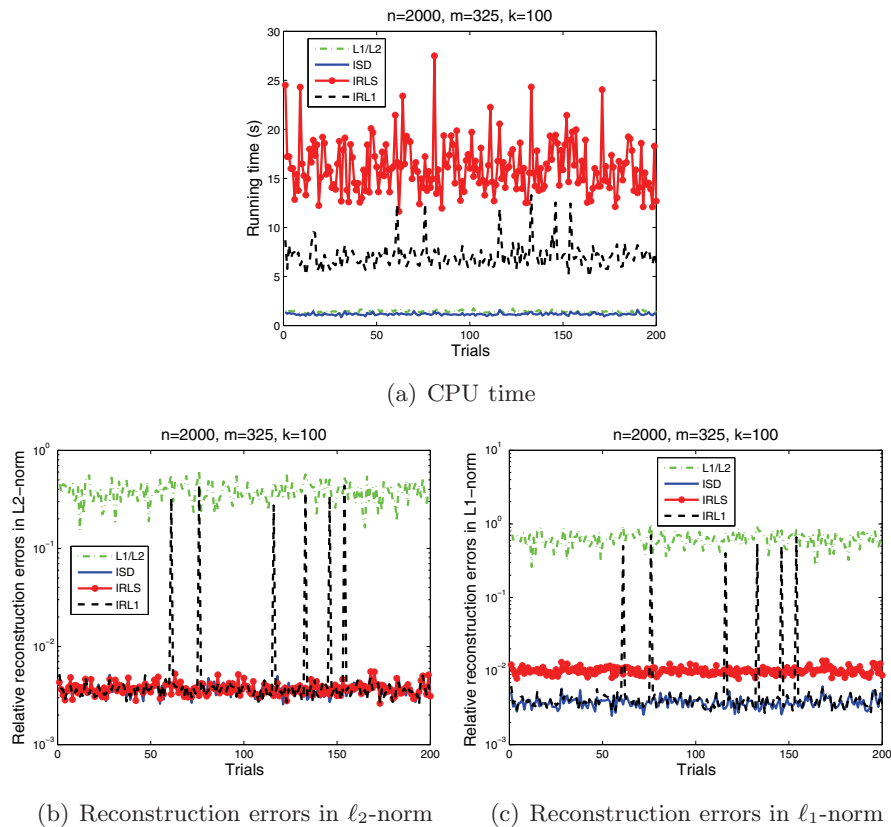 n=2000, m=325, k=100
30
25
20
15
10
5
0
Running time (s)
L1/L2
ISD
IRLS
IRL1
0 50 100 150 200
Trials
(a) CPU time
n=2000, m=325, k=100
10^0
10^−1
10^−2
10^−3
Relative reconstruction errors in L2−norm
L1/L2
ISD
IRLS
IRL1
0 50 100 150 200
Trials
(b) Reconstruction errors in ℓ2-norm
n=2000, m=325, k=100
10^1
10^0
10^−1
10^−2
10^−3
Relative reconstruction errors in L1−norm
L1/L2
ISD
IRLS
IRL1
0 50 100 150 200
Trials
(c) Reconstruction errors in ℓ1-norm